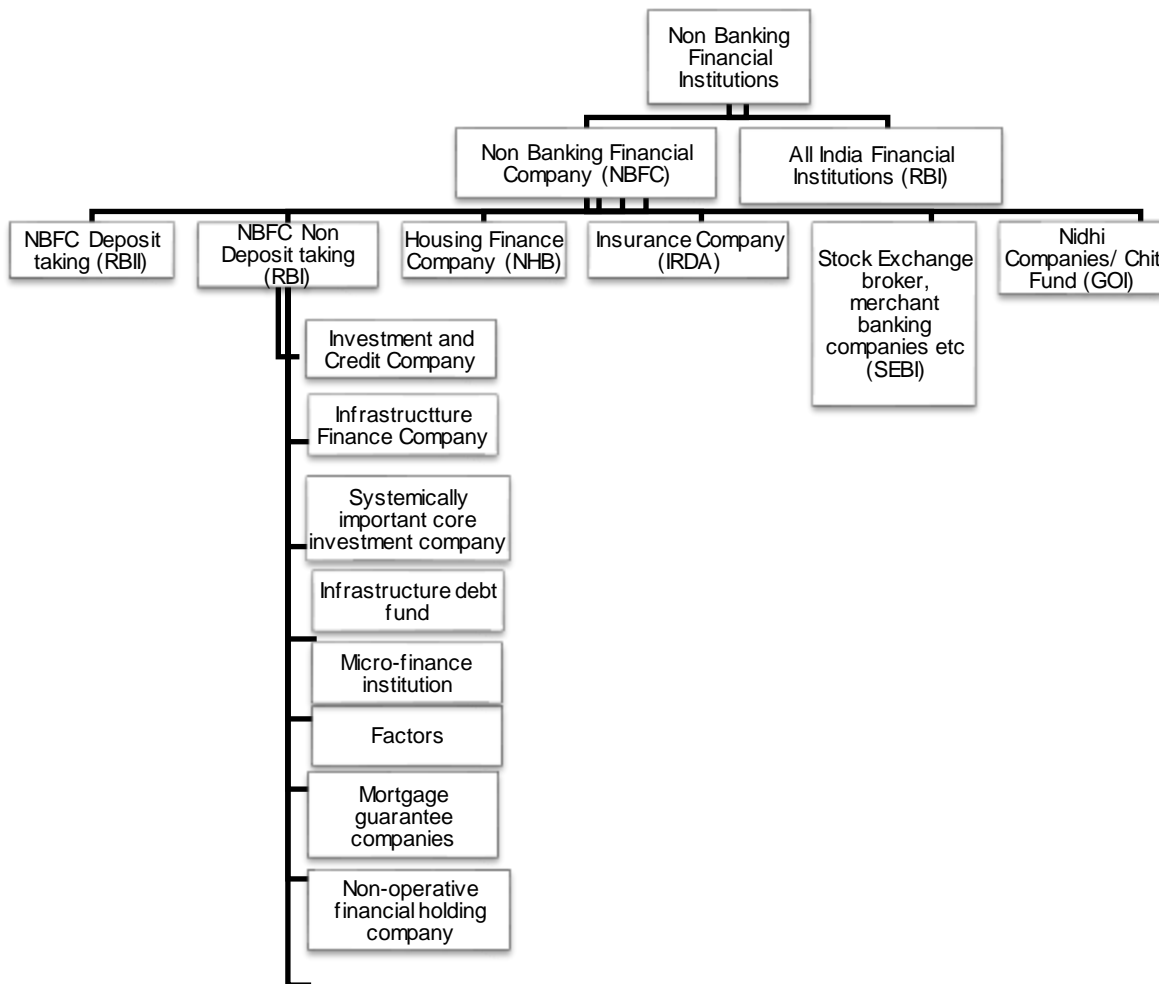 Non Banking
Financial
Institutions
Non Banking Financial
Company (NBFC)
All India Financial
Institutions (RBI)
NBFC Deposit
taking (RBII)
NBFC Non
Deposit taking
(RBI)
Housing Finance
Company (NHB)
Insurance Company
(IRDA)
Stock Exchange
broker,
merchant
banking
companies etc
(SEBI)
Nidhi
Companies/ Chit
Fund (GOI)
Investment and
Credit Company
Infrastructture
Finance Company
Systemically
important core
investment company
Infrastructure debt
fund
Micro-finance
institution
Factors
Mortgage
guarantee
companies
Non-operative
financial holding
company